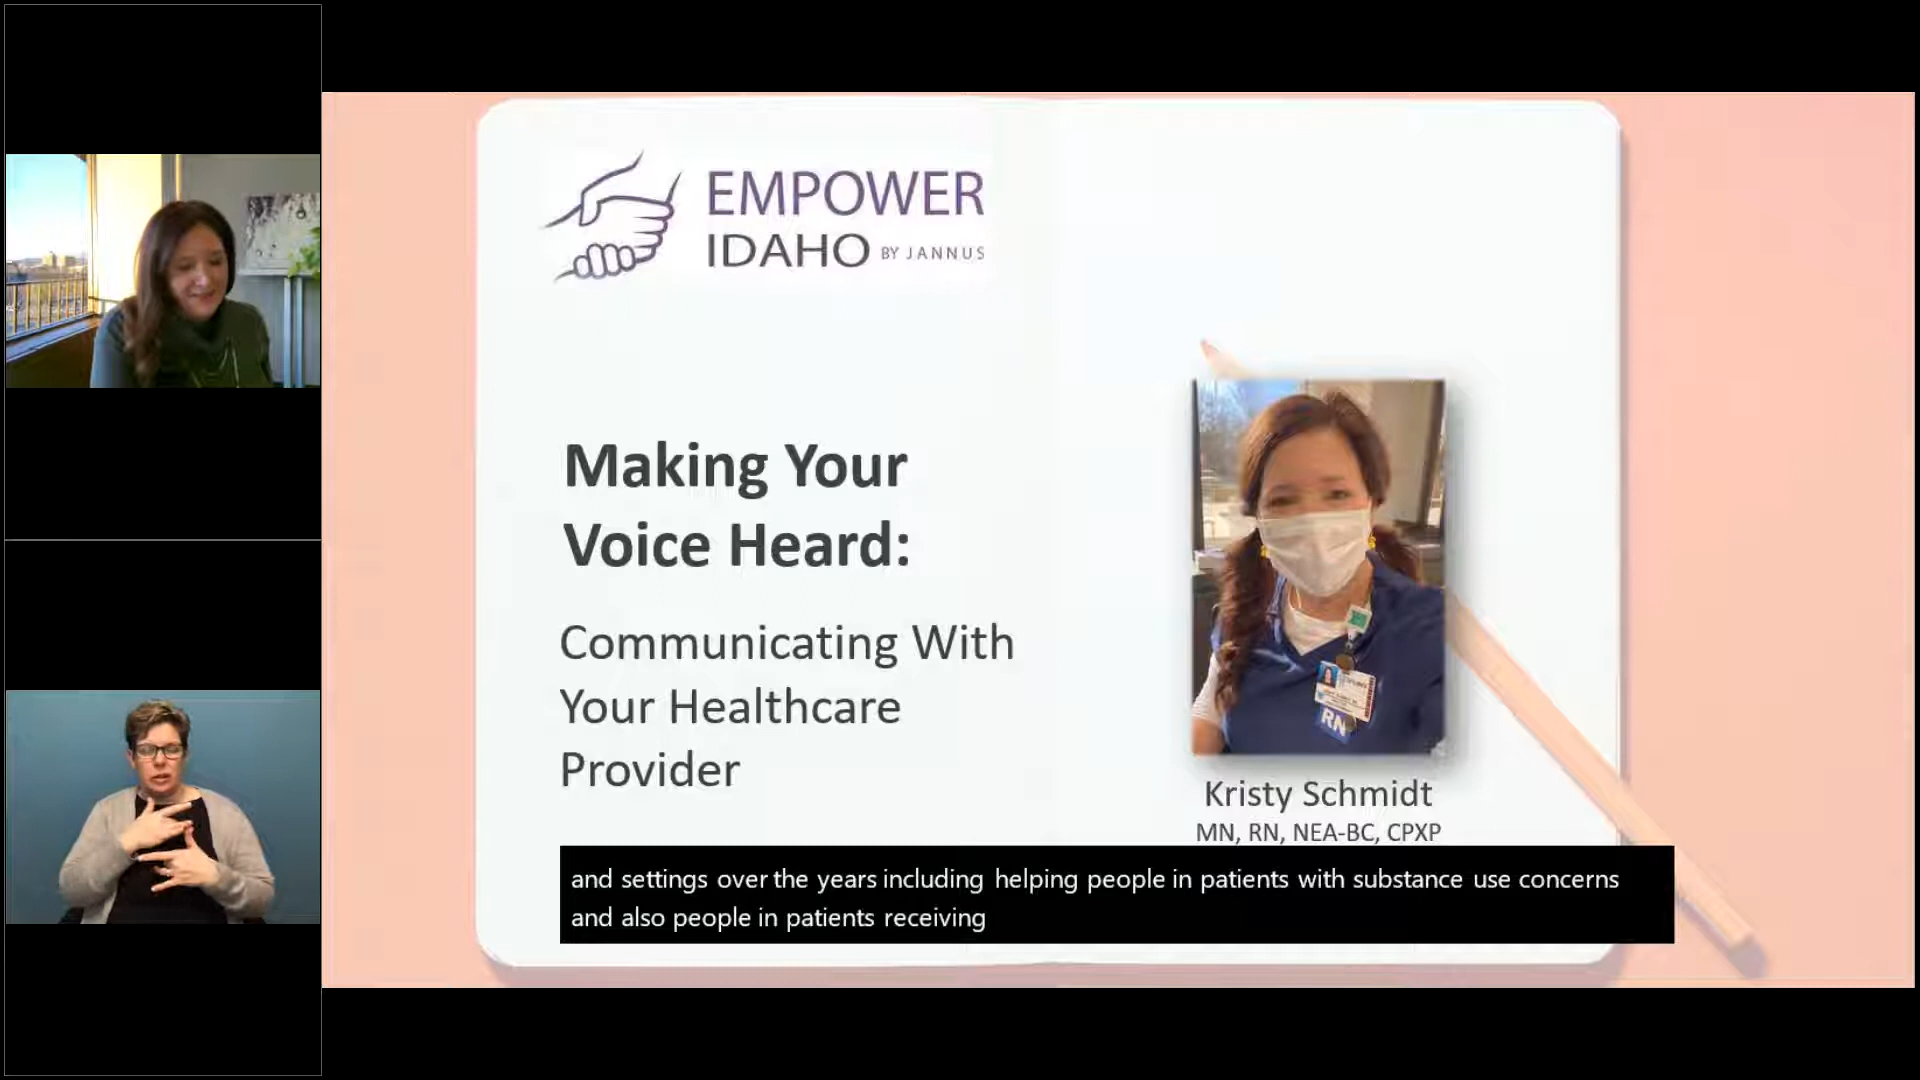 EMPOWER
IDAHO BY JANNUS
Making Your
Voice Heard:
Communicating With
Your Healthcare
Provider
RN
Kristy Schmidt
MN, RN, NEA-BC, CPXP
and settings over the years including helping people in patients with substance use concerns
and also people in patients receiving